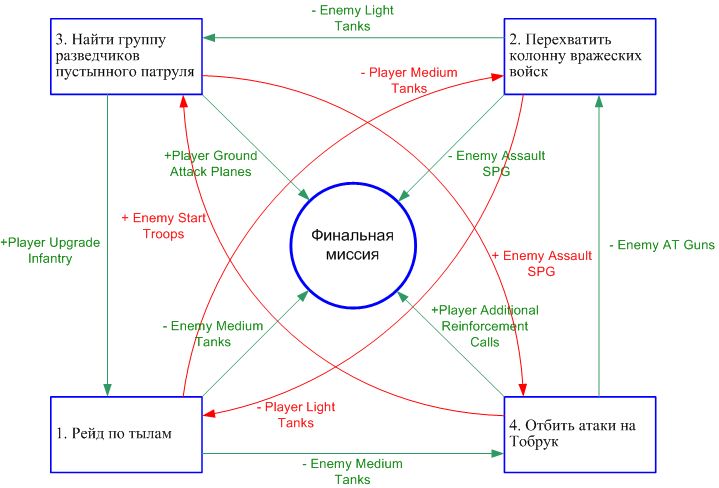 - Enemy Light
Tanks
3. Найти группу
разведчиков
пустынного патруля
2. Перехватить
колонну вражеских
войск
- Player Medium
Tanks
+Player Ground
Attack Planes
- Enemy Assault
SPG
+ Enemy Start
Troops
Финальная
миссия
+Player Upgrade
Infantry
- Enemy AT Guns
+ Enemy Assault
SPG
- Enemy Medium
Tanks
+Player Additional
Reinforcement
Calls
- Player Light
Tanks
1. Рейд по тылам
4. Отбить атаки на
Тобрук
- Enemy Medium
Tanks